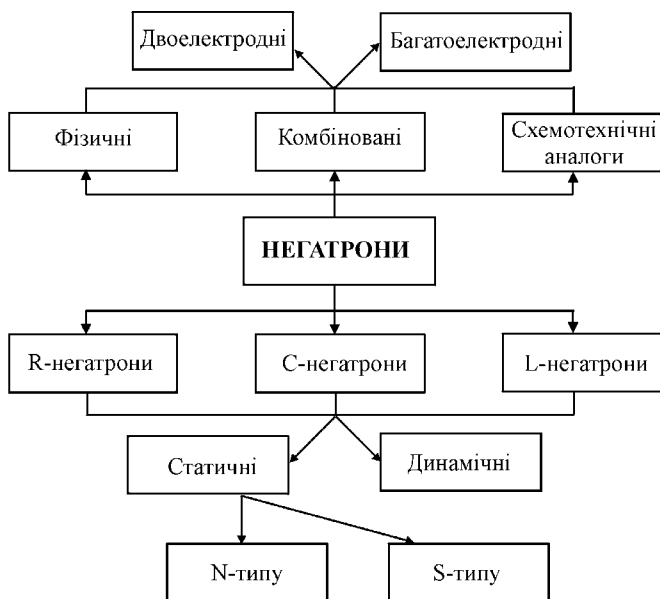 Двоелектродні
Багатоелектродні
Фізичні
Комбіновані
Схемотехнічні
аналоги
НЕГАТРОНИ
R-негатрони
C-негатрони
L-негатрони
Статичні
Динамічні
N-типу
S-типу